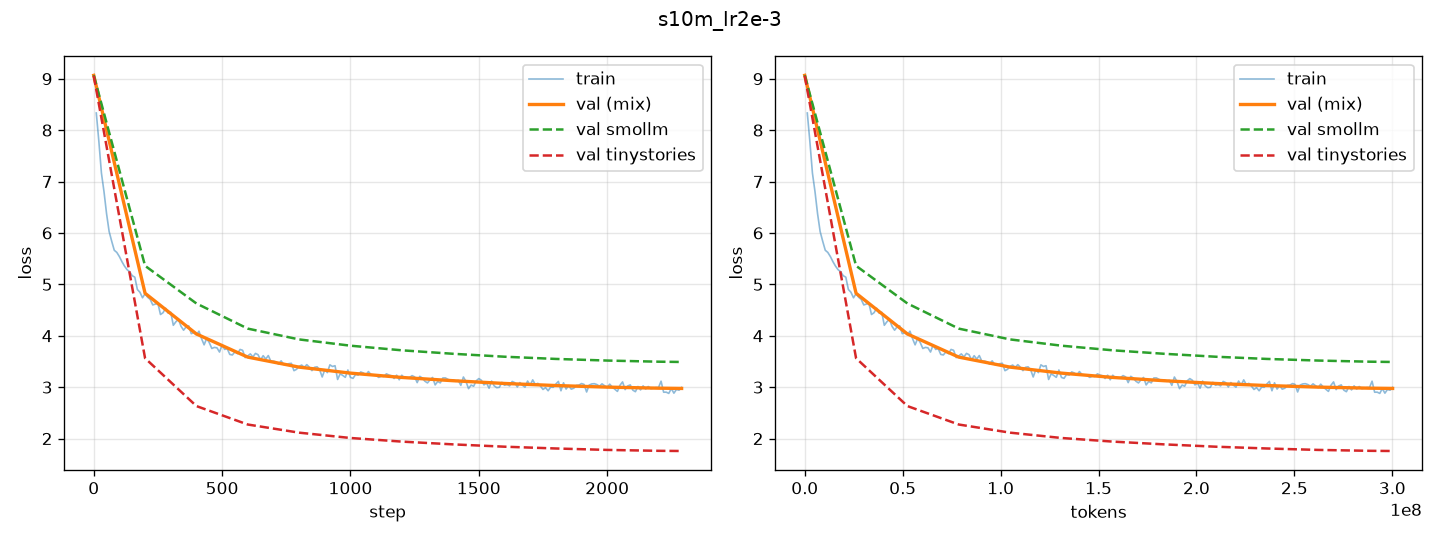 s10m_lr2e-3
9
8
7
6
5
4
3
2
loss
0
500
1000
1500
2000
step
train
val (mix)
val smollm
val tinystories
9
8
7
6
5
4
3
2
loss
0.0
0.5
1.0
1.5
2.0
2.5
3.0
1e8
tokens
train
val (mix)
val smollm
val tinystories